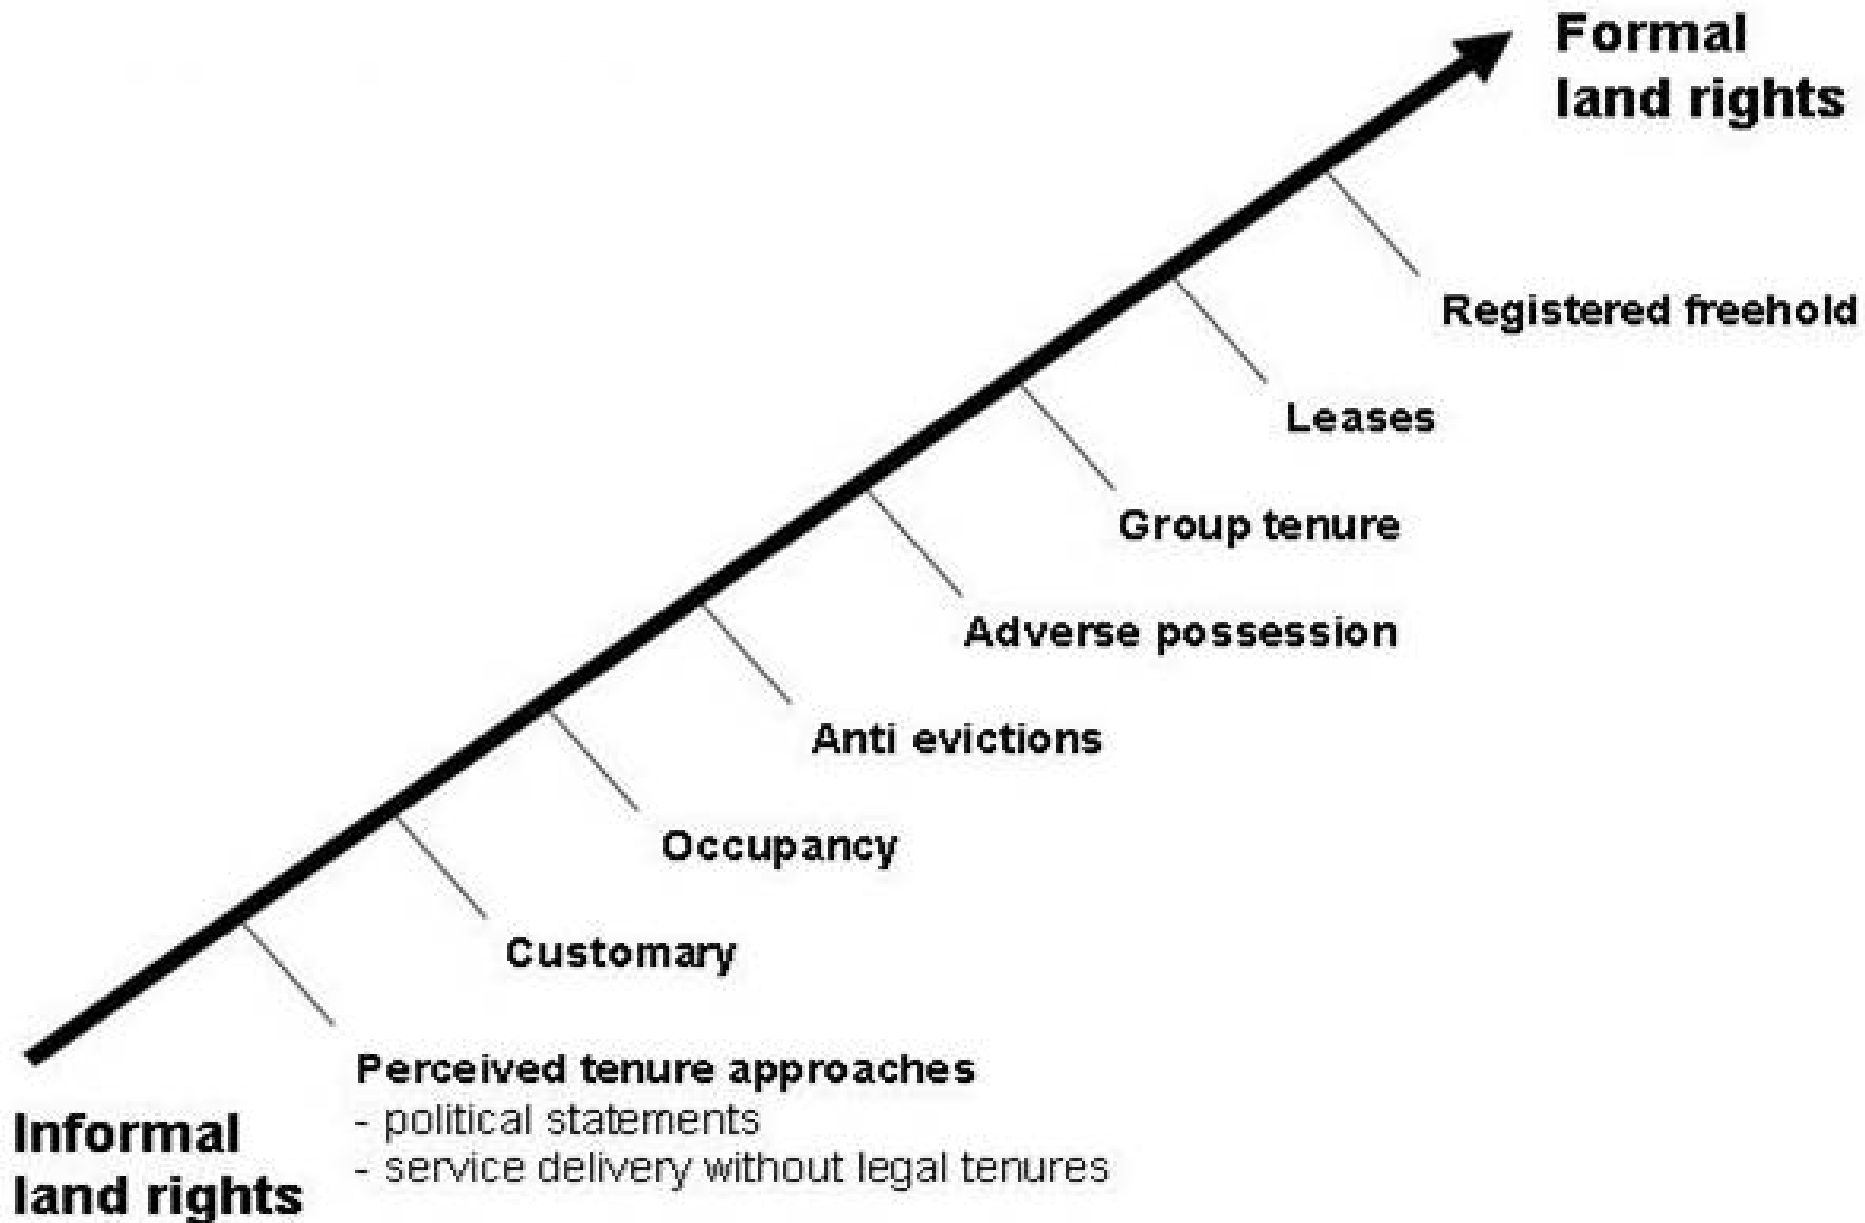 Formal
land rights
Registered freehold
Leases
Group tenure
Adverse possession
Anti evictions
Occupancy
Customary
Perceived tenure approaches
- political statements
- service delivery without legal tenures
Informal
land rights